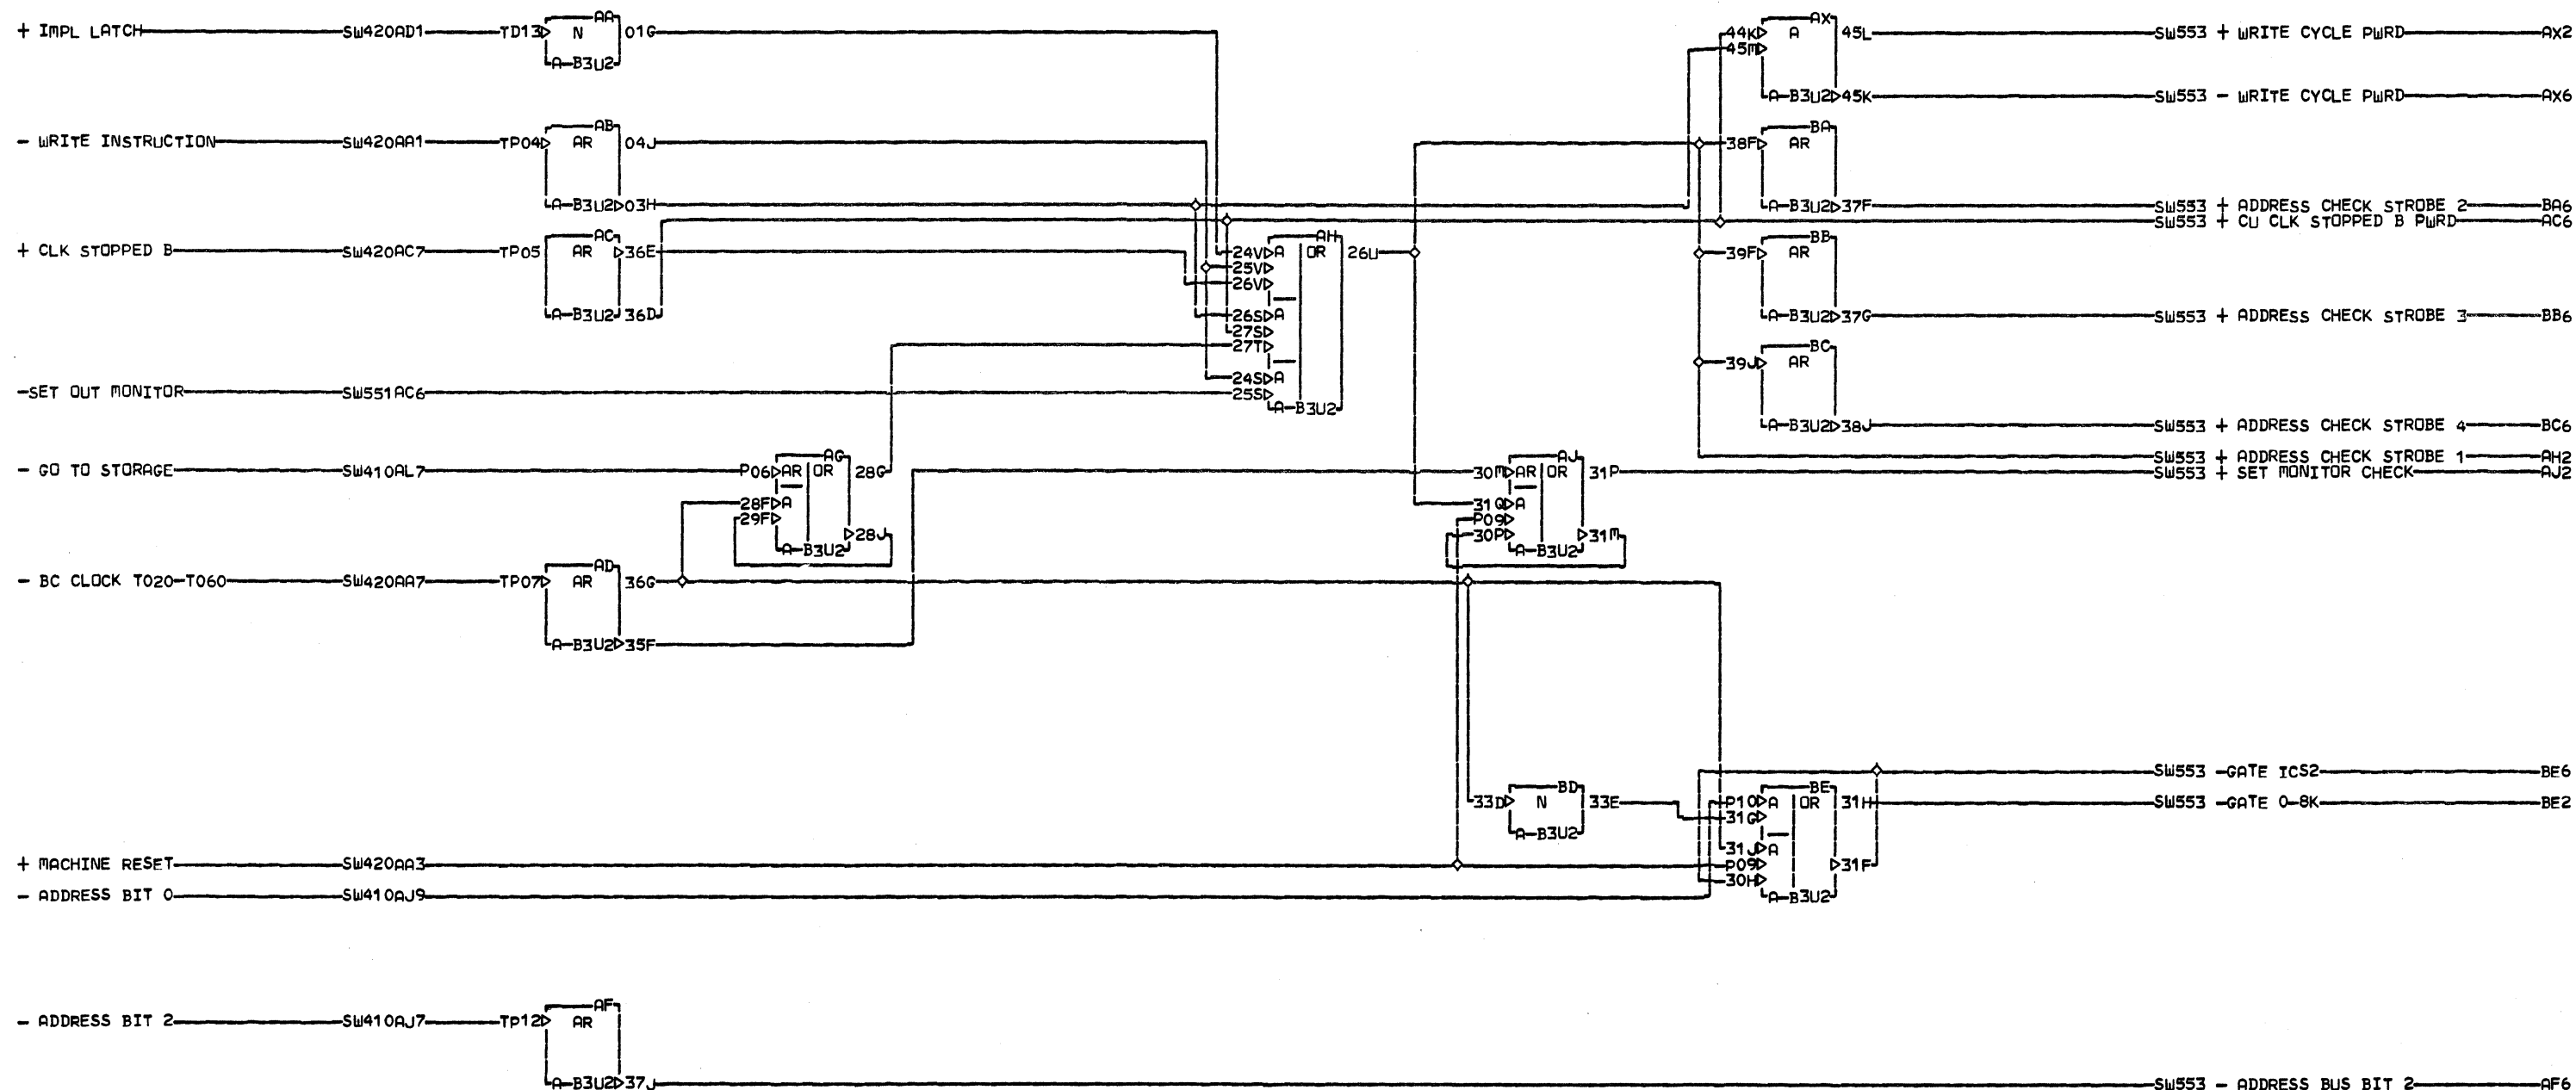 + IMPL LATCH SW420AD1 TD13 AA N 01G A B3U2
- WRITE INSTRUCTION SW420AA1 TP04 AB AR 04J A B3U2 03H
+ CLK STOPPED B SW420AC7 TP05 AC AR 36E A B3U2 36D
-SET OUT MONITOR SW551AC6
- GO TO STORAGE SW410AL7 P06 AG AR OR 28G
28F A
29F
28J
A B3U2
- BC CLOCK T020-T060 SW420AA7 TP07 AD AR 36G
A B3U2 35F
+ MACHINE RESET SW420AA3
- ADDRESS BIT 0 SW410AJ9
- ADDRESS BIT 2 SW410AJ7 TP12 AF AR
A B3U2 37J
AH
24V A OR 26U
25V
26V
26S A
27S
27T
24S A
25S
A B3U2
AJ
30M AR OR 31P
31Q A
P09
30P 31M
A B3U2
BD
33D N 33E
A B3U2
AX
44K A 45L SW553 + WRITE CYCLE PWRD AX2
45M
A B3U2 45K SW553 - WRITE CYCLE PWRD AX6
BA
38F AR
A B3U2 37F SW553 + ADDRESS CHECK STROBE 2 BA6
SW553 + CU CLK STOPPED B PWRD AC6
BB
39F AR
A B3U2 37G SW553 + ADDRESS CHECK STROBE 3 BB6
BC
39J AR
A B3U2 38J SW553 + ADDRESS CHECK STROBE 4 BC6
SW553 + ADDRESS CHECK STROBE 1 AH2
SW553 + SET MONITOR CHECK AJ2
SW553 -GATE ICS2 BE6
BE
P10 A OR 31H SW553 -GATE 0-8K BE2
31G
31J A
P09 31F
30H
A B3U2
SW553 - ADDRESS BUS BIT 2 AF6